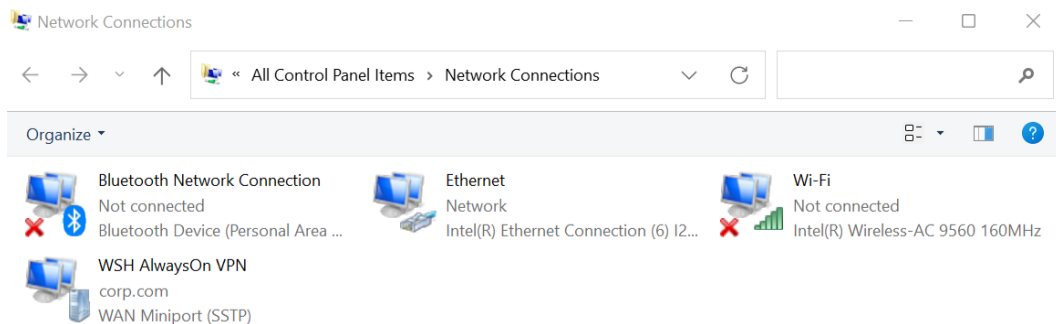 Network Connections
« All Control Panel Items > Network Connections
Organize
Bluetooth Network Connection
Not connected
Bluetooth Device (Personal Area ...
Ethernet
Network
Intel(R) Ethernet Connection (6) I2...
Wi-Fi
Not connected
Intel(R) Wireless-AC 9560 160MHz
WSH AlwaysOn VPN
corp.com
WAN Miniport (SSTP)